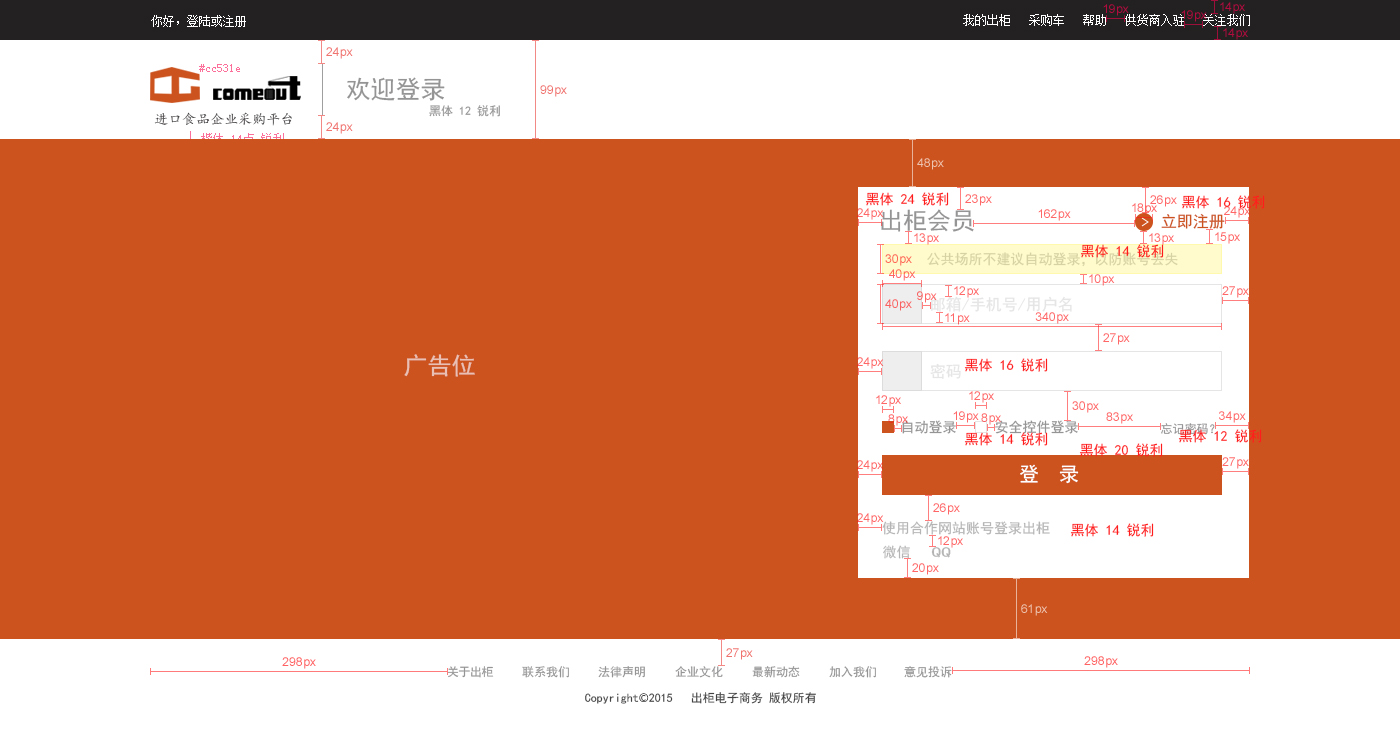 你好，登陆或注册
我的出柜 采购车 帮助 供货商入驻 关注我们
19px 19px 14px
14px
24px
99px
24px
#cc531e
comeout
进口食品企业采购平台
楷体 14点 锐利
欢迎登录
黑体 12 锐利
48px
黑体 24 锐利
23px
26px
黑体 16 锐利
24px
162px
18px
24px
出柜会员
立即注册
13px
13px
15px
黑体 14 锐利
30px
公共场所不建议自动登录，以防账号丢失
40px
10px
12px
9px
27px
40px
邮箱/手机号/用户名
11px
340px
27px
广告位
24px
密码
黑体 16 锐利
12px
12px
30px
8px
19px
8px
83px
34px
自动登录
安全控件登录
忘记密码?
黑体 14 锐利
黑体 20 锐利
黑体 12 锐利
24px
27px
登 录
26px
24px
使用合作网站账号登录出柜
黑体 14 锐利
12px
微信 QQ
20px
61px
27px
298px
298px
关于出柜 联系我们 法律声明 企业文化 最新动态 加入我们 意见投诉
Copyright©2015 出柜电子商务 版权所有